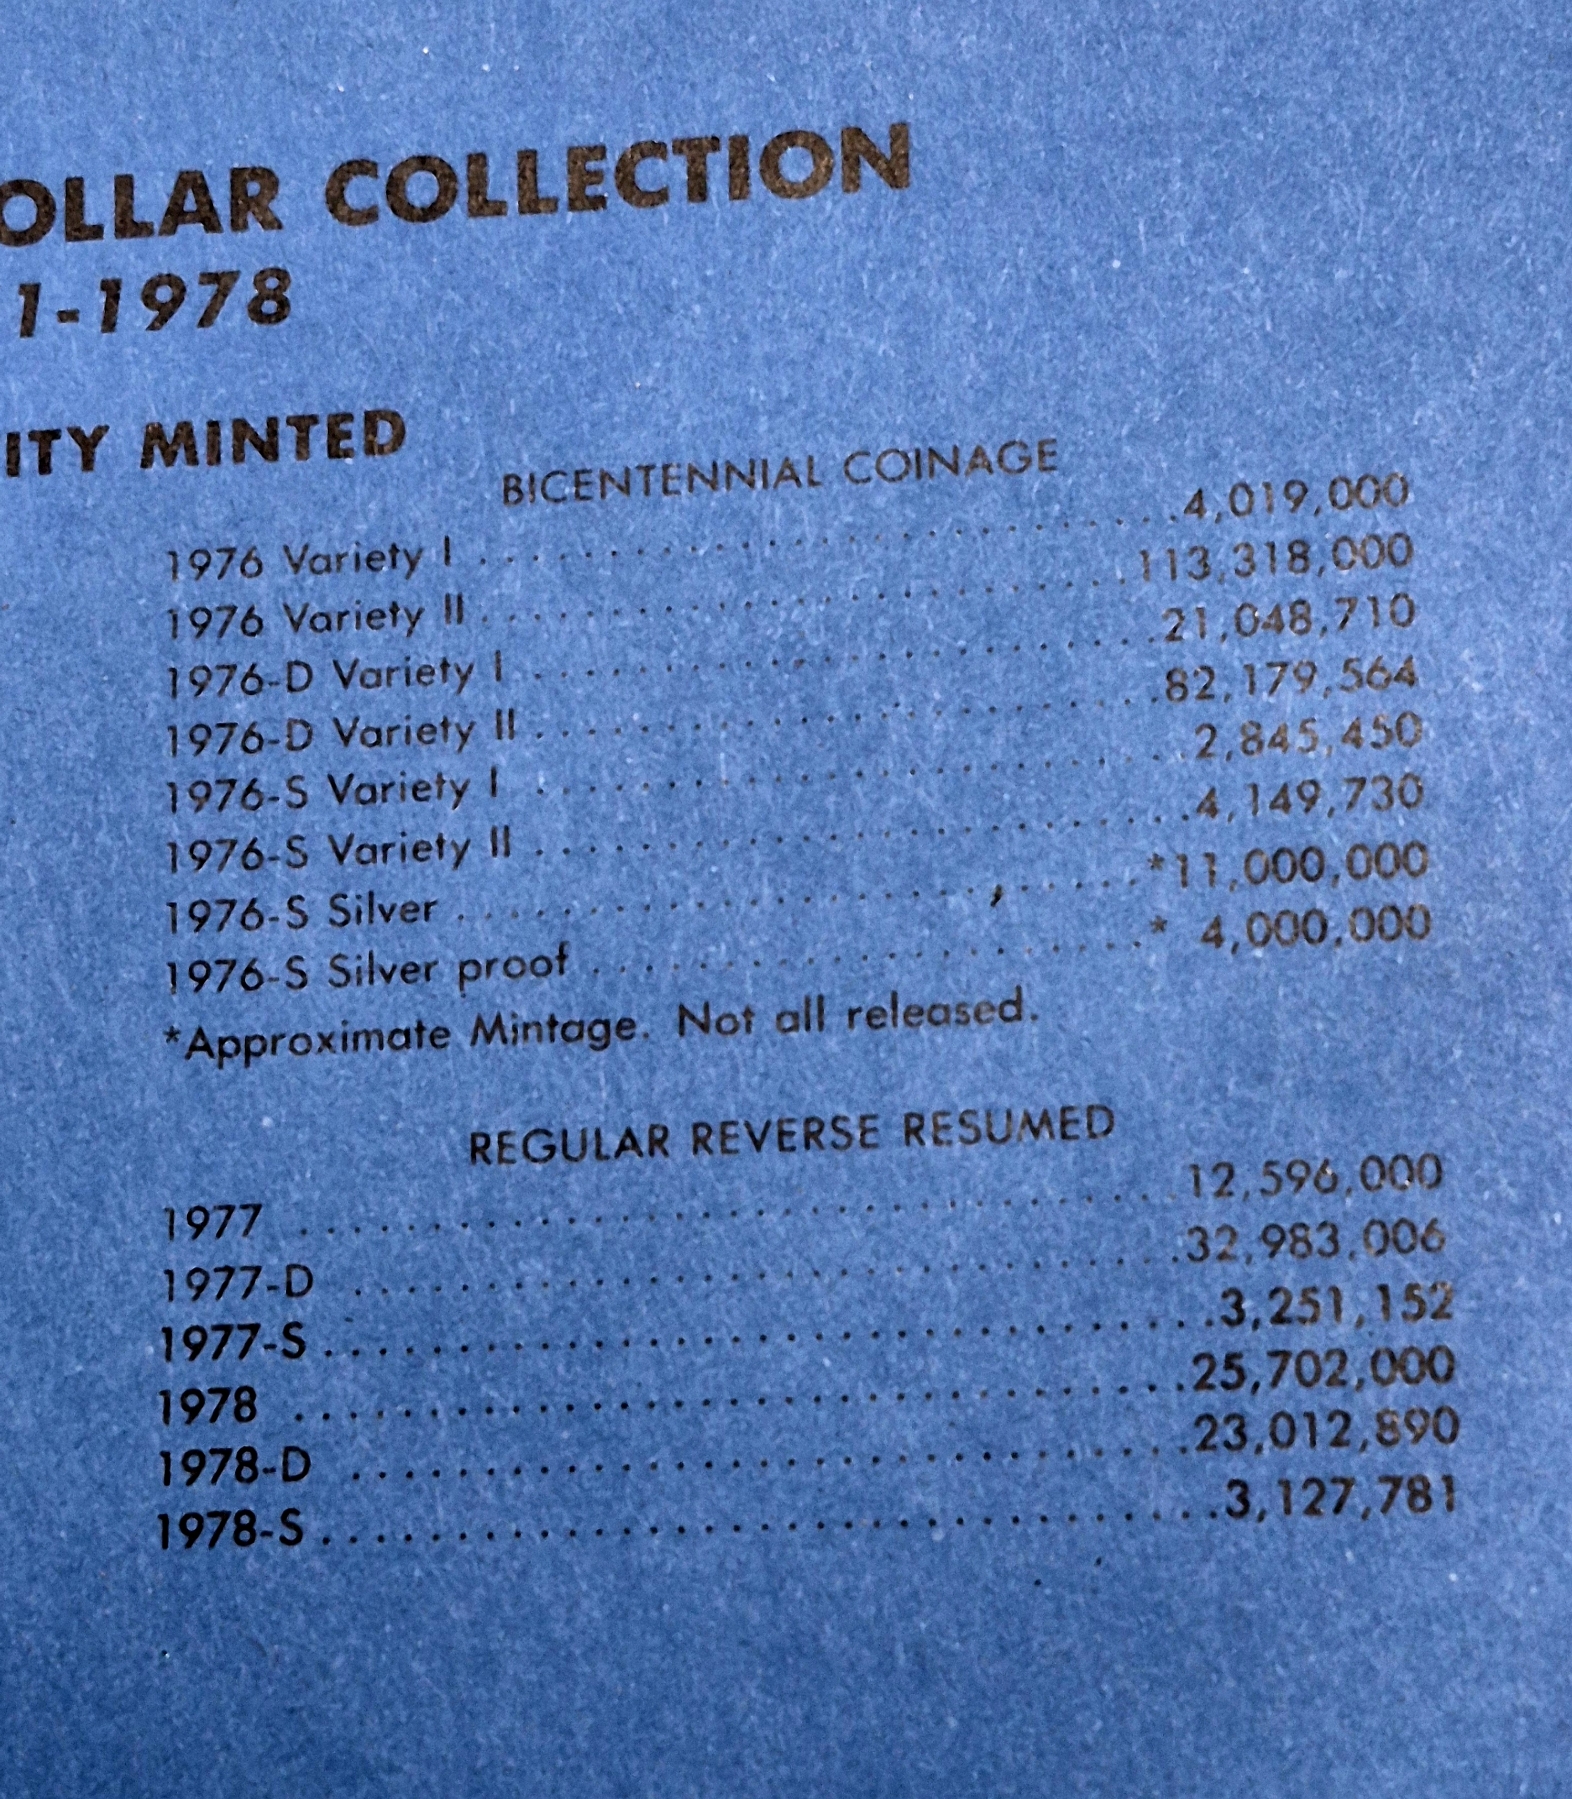 OLLAR COLLECTION
1-1978
ITY MINTED
BICENTENNIAL COINAGE
1976 Variety I . . . . . . . . . . . . . . . . . . . . . . . . . . 4,019,000
1976 Variety II . . . . . . . . . . . . . . . . . . . . . . . . 113,318,000
1976-D Variety I . . . . . . . . . . . . . . . . . . . . . . . . 21,048,710
1976-D Variety II . . . . . . . . . . . . . . . . . . . . . . . 82,179,564
1976-S Variety I . . . . . . . . . . . . . . . . . . . . . . . . 2,845,450
1976-S Variety II . . . . . . . . . . . . . . . . . . . . . . . . 4,149,730
1976-S Silver . . . . . . . . . . . . . . . . . . . . . . . . . *11,000,000
1976-S Silver proof . . . . . . . . . . . . . . . . . . . . . * 4,000,000
*Approximate Mintage. Not all released.
REGULAR REVERSE RESUMED
1977 . . . . . . . . . . . . . . . . . . . . . . . . . . . . . . . . 12,596,000
1977-D . . . . . . . . . . . . . . . . . . . . . . . . . . . . . . 32,983,006
1977-S . . . . . . . . . . . . . . . . . . . . . . . . . . . . . . . . 3,251,152
1978 . . . . . . . . . . . . . . . . . . . . . . . . . . . . . . . . 25,702,000
1978-D . . . . . . . . . . . . . . . . . . . . . . . . . . . . . . 23,012,890
1978-S . . . . . . . . . . . . . . . . . . . . . . . . . . . . . . . . 3,127,781